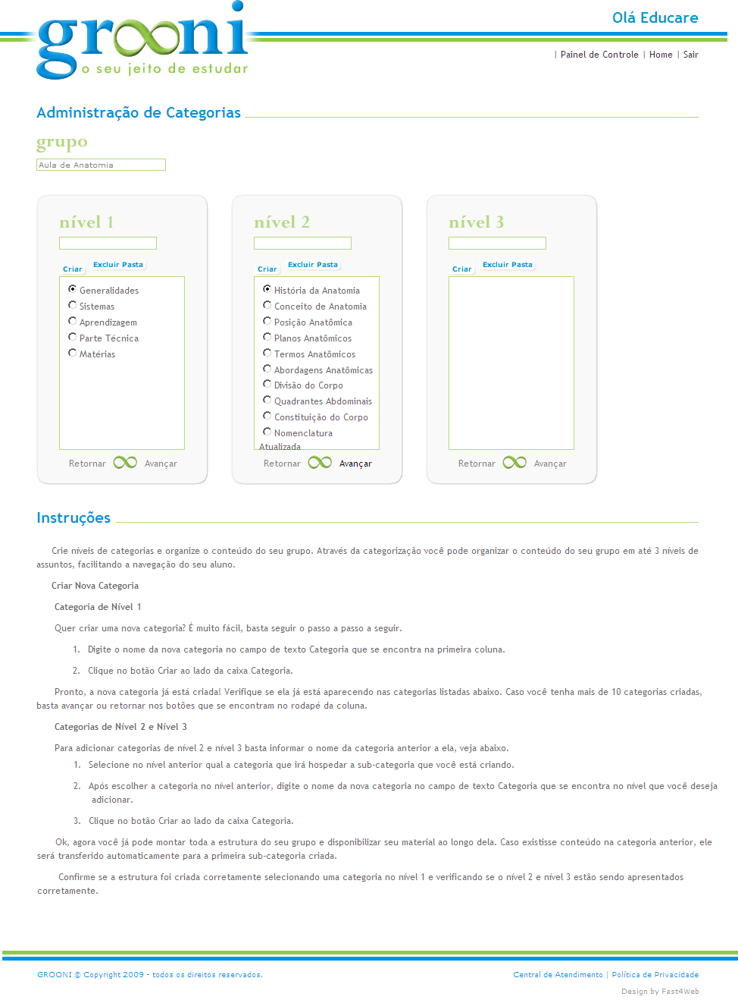 grooni
o seu jeito de estudar
Olá Educare
| Painel de Controle | Home | Sair
Administração de Categorias
grupo
Aula de Anatomia
nível 1
Criar Excluir Pasta
Generalidades
Sistemas
Aprendizagem
Parte Técnica
Matérias
Retornar Avançar
nível 2
Criar Excluir Pasta
História da Anatomia
Conceito de Anatomia
Posição Anatômica
Planos Anatômicos
Termos Anatômicos
Abordagens Anatômicas
Divisão do Corpo
Quadrantes Abdominais
Constituição do Corpo
Nomenclatura
Atualizada
Retornar Avançar
nível 3
Criar Excluir Pasta
Retornar Avançar
Instruções
Crie níveis de categorias e organize o conteúdo do seu grupo. Através da categorização você pode organizar o conteúdo do seu grupo em até 3 níveis de
assuntos, facilitando a navegação do seu aluno.
Criar Nova Categoria
Categoria de Nível 1
Quer criar uma nova categoria? É muito fácil, basta seguir o passo a passo a seguir.
1. Digite o nome da nova categoria no campo de texto Categoria que se encontra na primeira coluna.
2. Clique no botão Criar ao lado da caixa Categoria.
Pronto, a nova categoria já está criada! Verifique se ela já está aparecendo nas categorias listadas abaixo. Caso você tenha mais de 10 categorias criadas,
basta avançar ou retornar nos botões que se encontram no rodapé da coluna.
Categorias de Nível 2 e Nível 3
Para adicionar categorias de nível 2 e nível 3 basta informar o nome da categoria anterior a ela, veja abaixo.
1. Selecione no nível anterior qual a categoria que irá hospedar a sub-categoria que você está criando.
2. Após escolher a categoria no nível anterior, digite o nome da nova categoria no campo de texto Categoria que se encontra no nível que você deseja
adicionar.
3. Clique no botão Criar ao lado da caixa Categoria.
Ok, agora você já pode montar toda a estrutura do seu grupo e disponibilizar seu material ao longo dela. Caso existisse conteúdo na categoria anterior, ele
será transferido automaticamente para a primeira sub-categoria criada.
Confirme se a estrutura foi criada corretamente selecionando uma categoria no nível 1 e verificando se o nível 2 e nível 3 estão sendo apresentados
corretamente.
GROONI © Copyright 2009 - todos os direitos reservados.
Central de Atendimento | Política de Privacidade
Design by Fast4Web